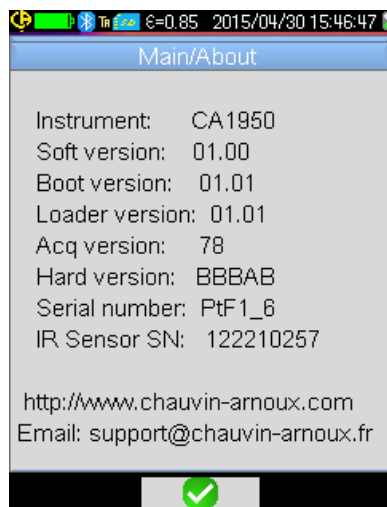 ε=0.85 2015/04/30 15:46:47
Main/About
Instrument: CA1950
Soft version: 01.00
Boot version: 01.01
Loader version: 01.01
Acq version: 78
Hard version: BBBAB
Serial number: PtF1_6
IR Sensor SN: 122210257
http://www.chauvin-arnoux.com
Email: support@chauvin-arnoux.fr